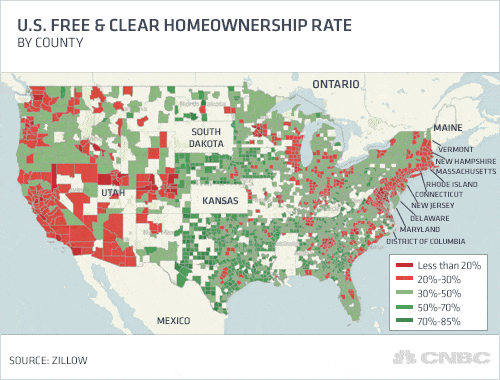 U.S. FREE & CLEAR HOMEOWNERSHIP RATE
BY COUNTY
ONTARIO
MAINE
SOUTH
DAKOTA
VERMONT
NEW HAMPSHIRE
MASSACHUSETTS
RHODE ISLAND
CONNECTICUT
UTAH
KANSAS
NEW JERSEY
DELAWARE
MARYLAND
DISTRICT OF COLUMBIA
Less than 20%
20%-30%
30%-50%
50%-70%
70%-85%
MEXICO
SOURCE: ZILLOW
CNBC